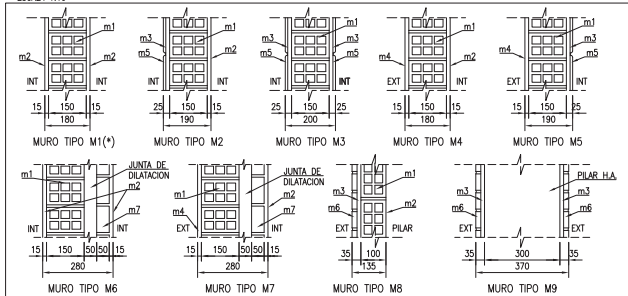 m1
m2
m2
INT
INT
15 150 15
180
MURO TIPO M1(*)
m3
m5
m1
m2
INT
INT
25 150 15
190
MURO TIPO M2
m3
m5
m1
m3
m5
INT
INT
25 150 25
200
MURO TIPO M3
m4
m1
m2
EXT
INT
15 150 15
180
MURO TIPO M4
m4
m1
m3
m5
EXT
INT
15 150 25
190
MURO TIPO M5
JUNTA DE
DILATACION
m1
m2
m7
INT
INT
15 150 50 50 15
280
MURO TIPO M6
JUNTA DE
DILATACION
m1
m2
m4
m7
EXT
INT
15 150 50 50 15
280
MURO TIPO M7
m1
m3
m2
m6
EXT
PILAR
35 100
135
MURO TIPO M8
PILAR H.A.
m3
m3
m6
m6
EXT
EXT
35 300 35
370
MURO TIPO M9